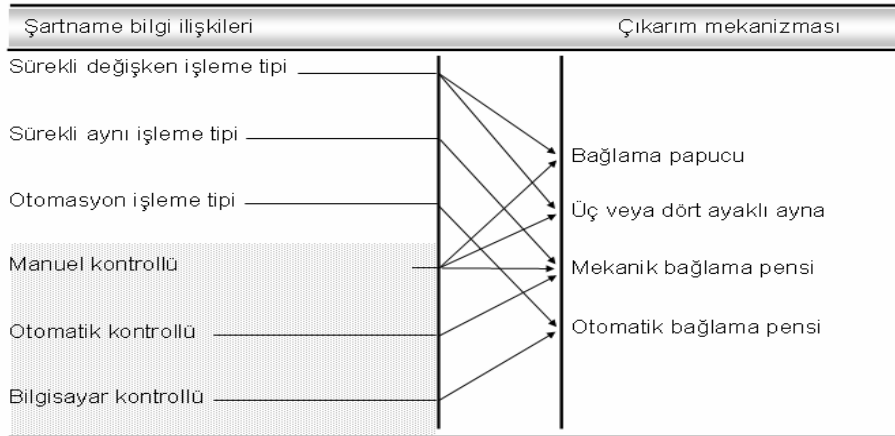 Şartname bilgi ilişkileri
Çıkarım mekanizması
Sürekli değişken işleme tipi
Sürekli aynı işleme tipi
Otomasyon işleme tipi
Manuel kontrollü
Otomatik kontrollü
Bilgisayar kontrollü
Bağlama papucu
Üç veya dört ayaklı ayna
Mekanik bağlama pensi
Otomatik bağlama pensi